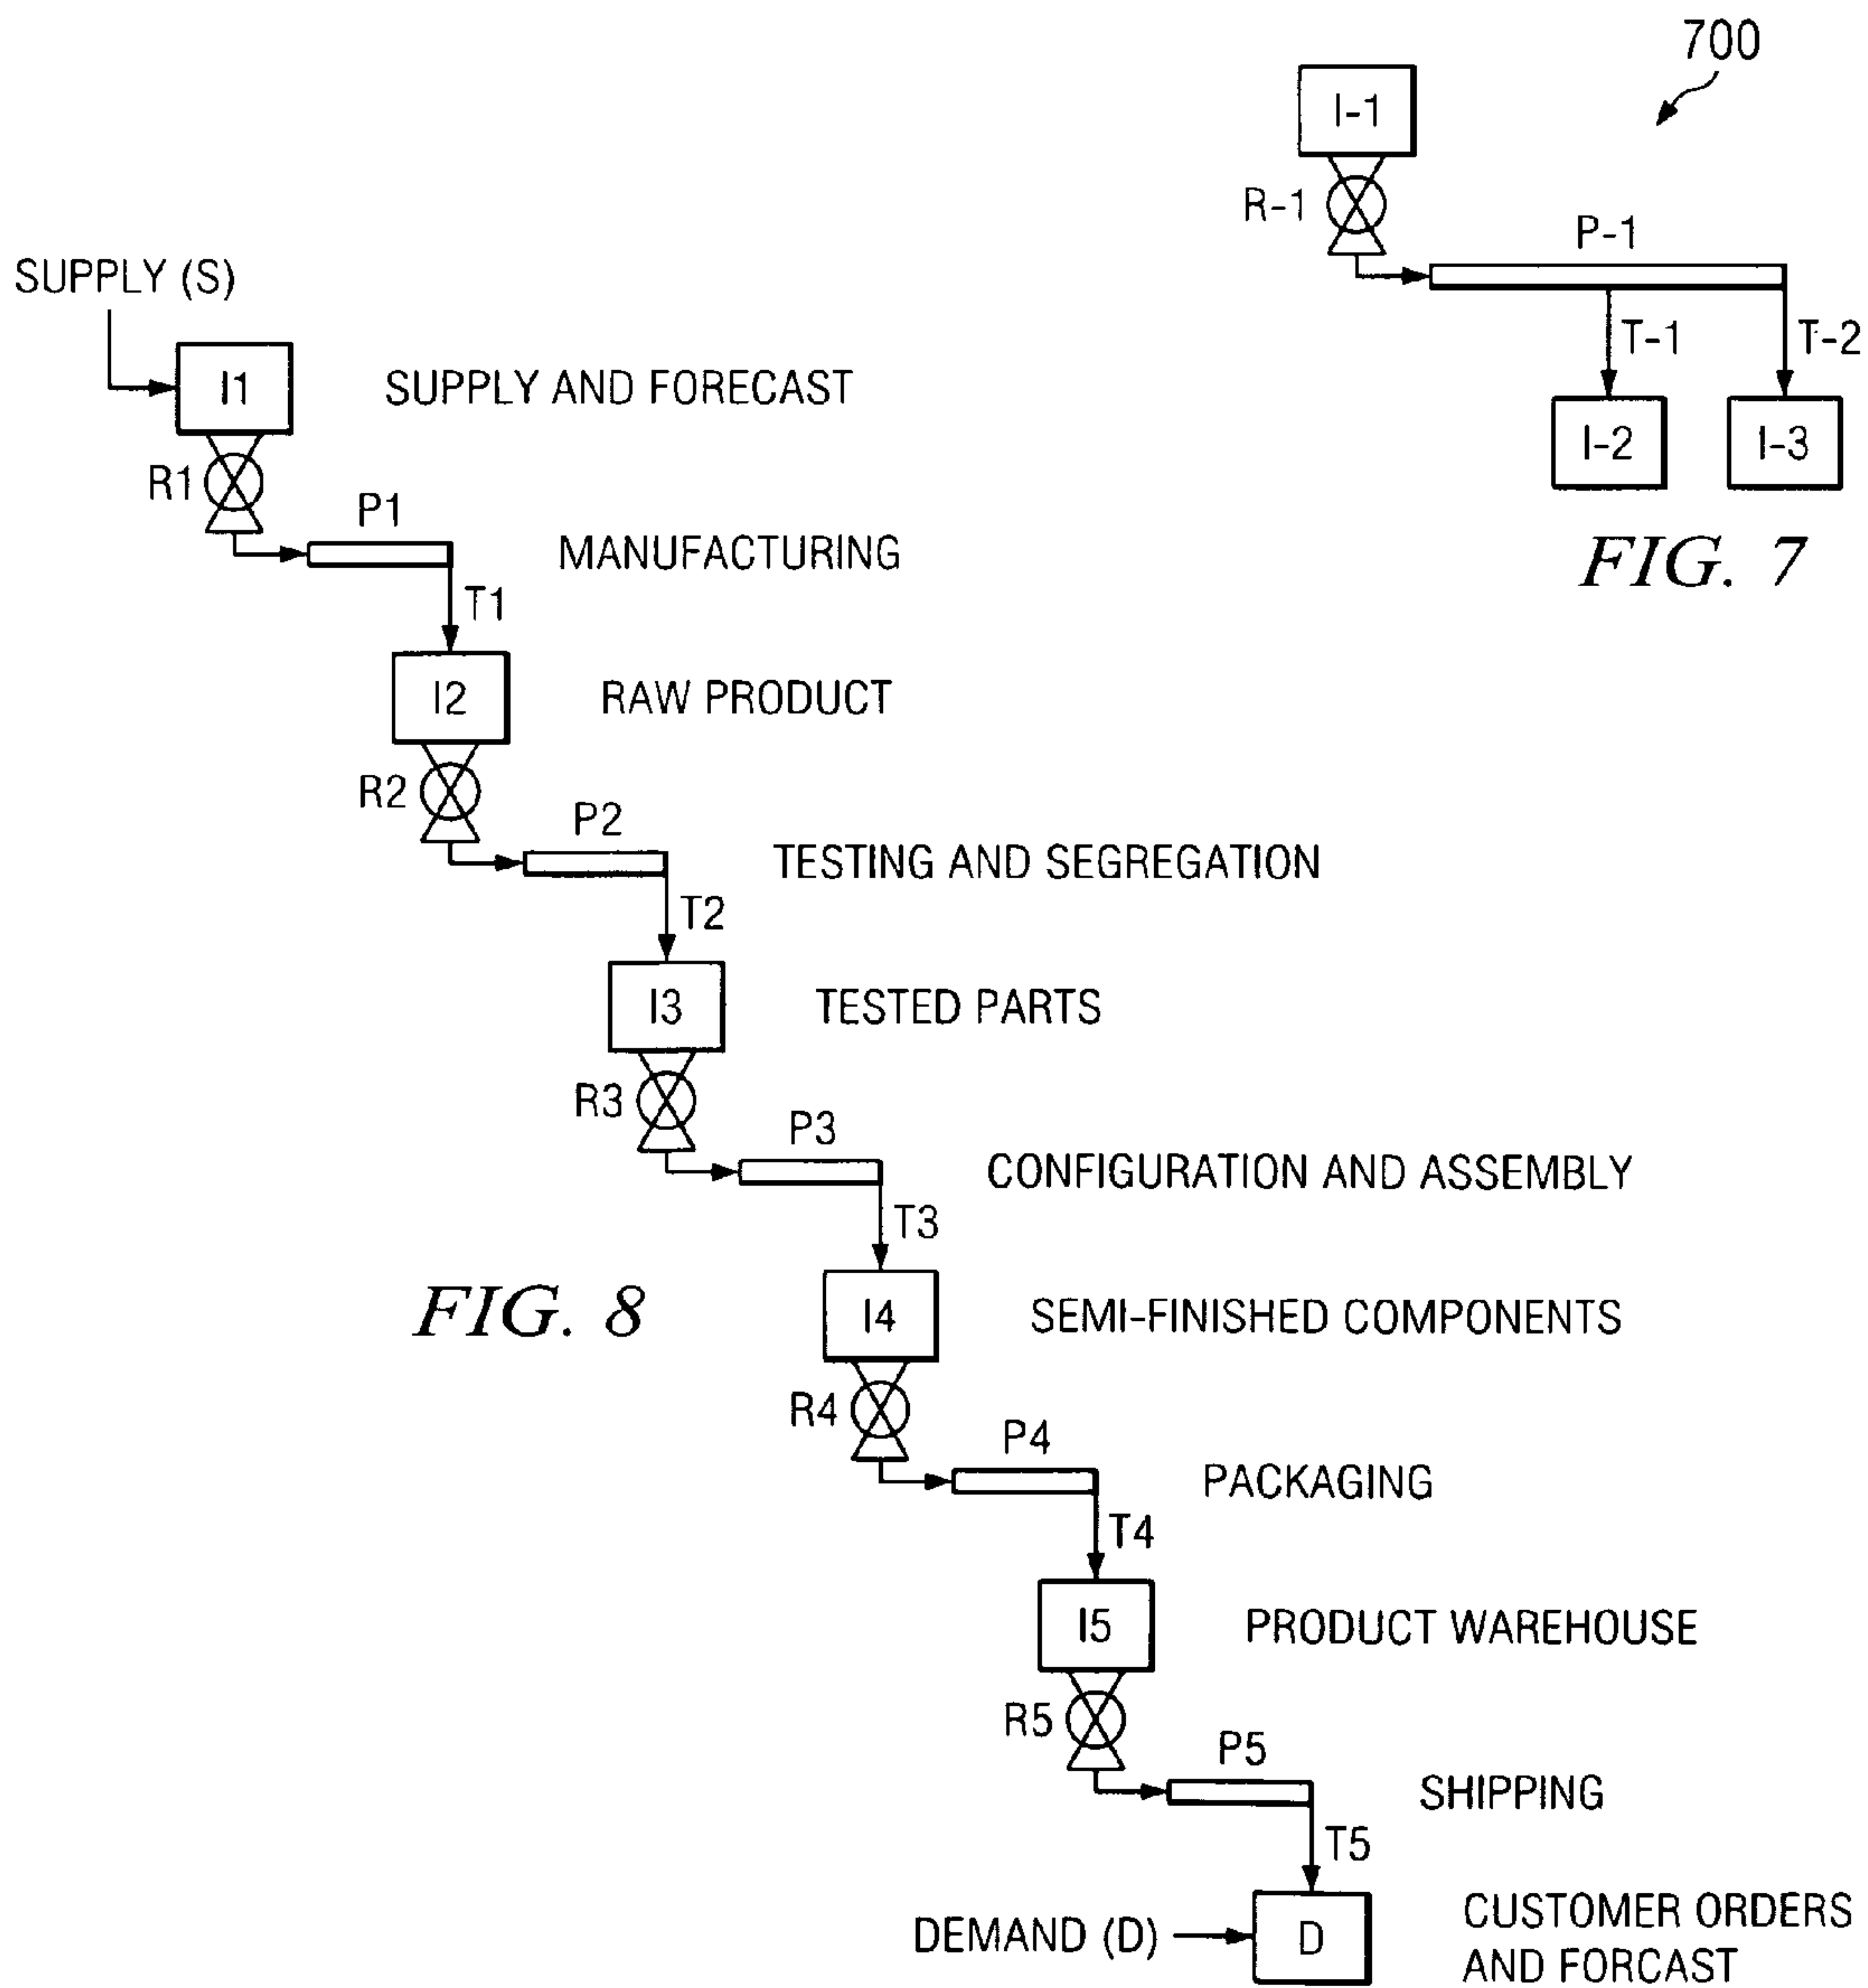 700
I-1
R-1
P-1
T-1
T-2
I-2
I-3
FIG. 7
SUPPLY (S)
I1
SUPPLY AND FORECAST
R1
P1
MANUFACTURING
T1
I2
RAW PRODUCT
R2
P2
TESTING AND SEGREGATION
T2
I3
TESTED PARTS
R3
P3
CONFIGURATION AND ASSEMBLY
T3
FIG. 8
I4
SEMI-FINISHED COMPONENTS
R4
P4
PACKAGING
T4
I5
PRODUCT WAREHOUSE
R5
P5
SHIPPING
T5
DEMAND (D)
D
CUSTOMER ORDERS
AND FORCAST